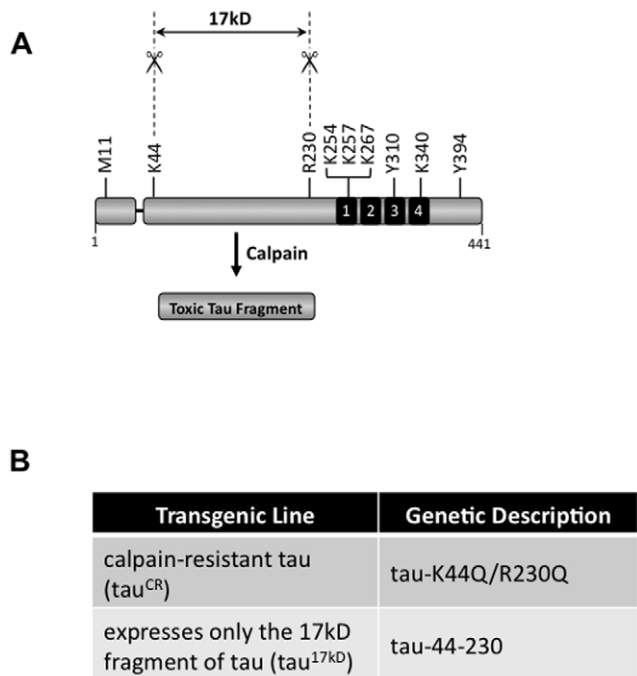 A
17kD
M11
K44
R230
K254
K257
K267
Y310
K340
Y394
1 2 3 4
1
441
Calpain
Toxic Tau Fragment
B
Transgenic Line Genetic Description
calpain-resistant tau
(tauCR)
tau-K44Q/R230Q
expresses only the 17kD
fragment of tau (tau17kD)
tau-44-230